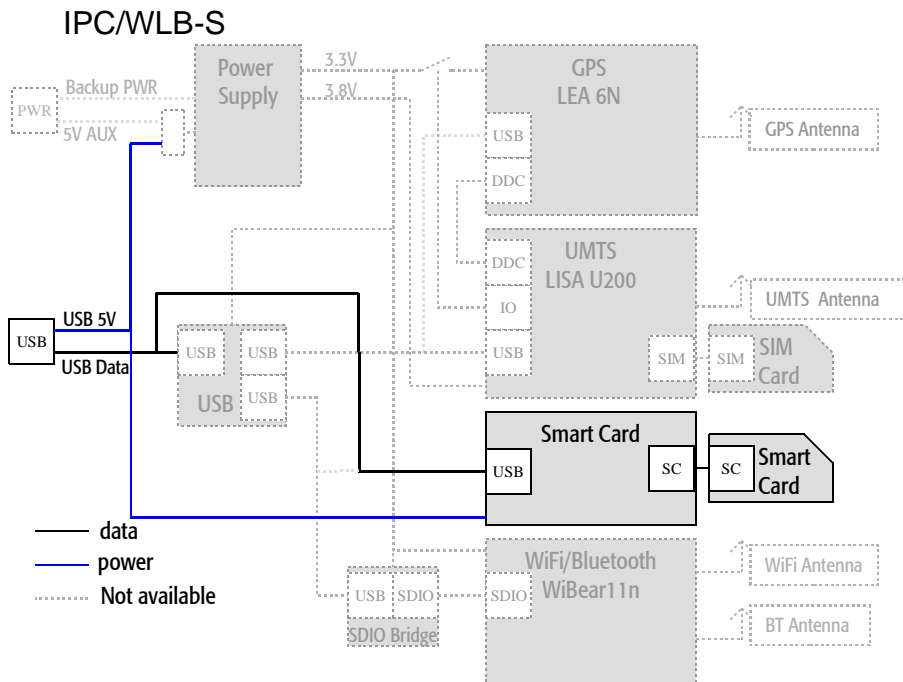 IPC/WLB-S
Power Supply
3.3V
3.8V
Backup PWR
PWR
5V AUX
GPS
LEA 6N
USB
DDC
GPS Antenna
UMTS
LISA U200
DDC
IO
USB
SIM
UMTS Antenna
SIM
SIM Card
USB
USB 5V
USB Data
USB
USB
USB
USB
Smart Card
USB
SC
SC
Smart Card
data
power
Not available
WiFi/Bluetooth
WiBear11n
SDIO
USB
SDIO
SDIO Bridge
WiFi Antenna
BT Antenna